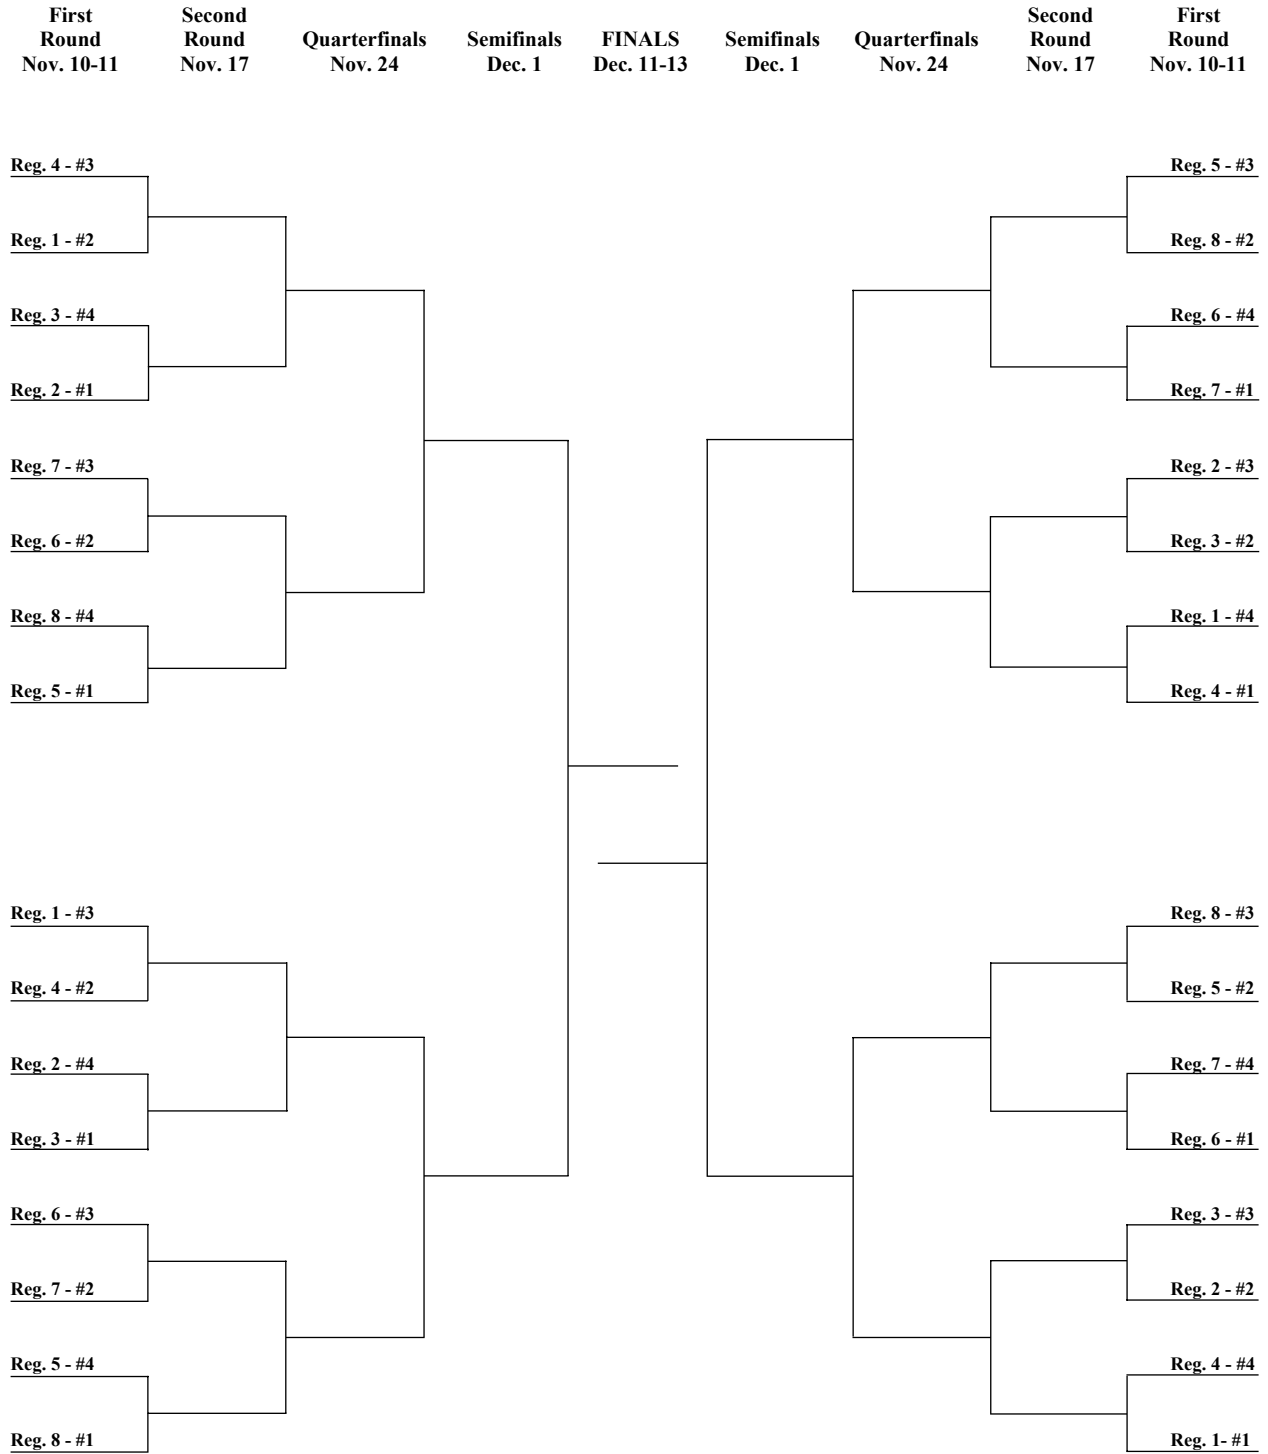 First Round Nov. 10-11
Second Round Nov. 17
Quarterfinals Nov. 24
Semifinals Dec. 1
FINALS Dec. 11-13
Semifinals Dec. 1
Quarterfinals Nov. 24
Second Round Nov. 17
First Round Nov. 10-11
Reg. 4 - #3
Reg. 1 - #2
Reg. 3 - #4
Reg. 2 - #1
Reg. 7 - #3
Reg. 6 - #2
Reg. 8 - #4
Reg. 5 - #1
Reg. 1 - #3
Reg. 4 - #2
Reg. 2 - #4
Reg. 3 - #1
Reg. 6 - #3
Reg. 7 - #2
Reg. 5 - #4
Reg. 8 - #1
Reg. 5 - #3
Reg. 8 - #2
Reg. 6 - #4
Reg. 7 - #1
Reg. 2 - #3
Reg. 3 - #2
Reg. 1 - #4
Reg. 4 - #1
Reg. 8 - #3
Reg. 5 - #2
Reg. 7 - #4
Reg. 6 - #1
Reg. 3 - #3
Reg. 2 - #2
Reg. 4 - #4
Reg. 1- #1